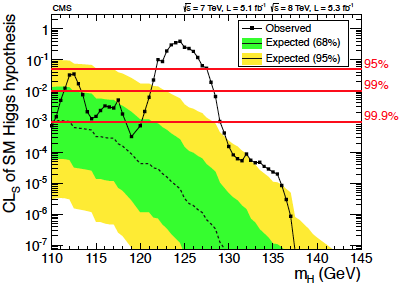 CMS √s = 7 TeV, L = 5.1 fb⁻¹ √s = 8 TeV, L = 5.3 fb⁻¹
Observed
Expected (68%)
Expected (95%)
CLS of SM Higgs hypothesis
1
10⁻¹
10⁻²
10⁻³
10⁻⁴
10⁻⁵
10⁻⁶
10⁻⁷
95%
99%
99.9%
110 115 120 125 130 135 140 145
mH (GeV)